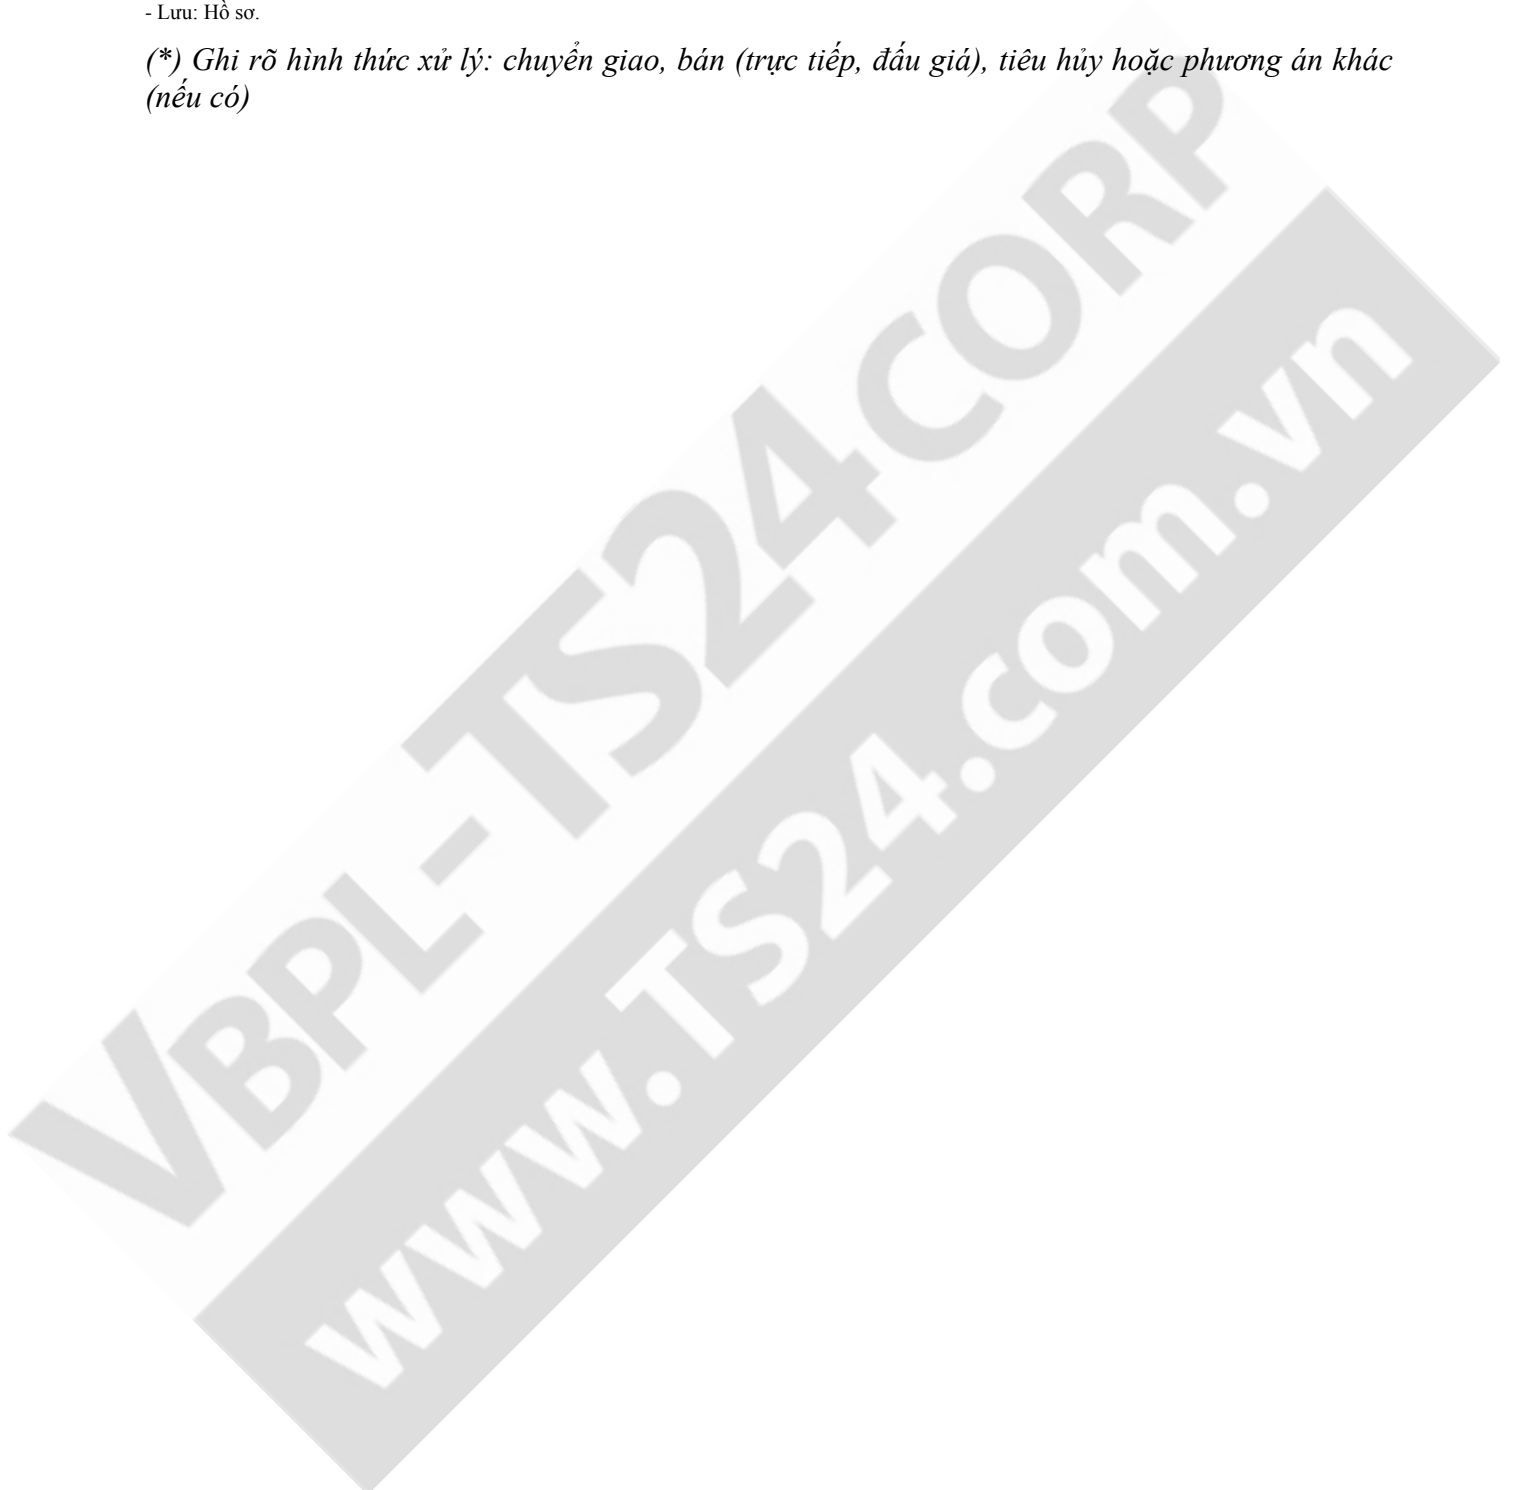 - Lưu: Hồ sơ.
(*) Ghi rõ hình thức xử lý: chuyển giao, bán (trực tiếp, đấu giá), tiêu hủy hoặc phương án khác
(nếu có)
VBPL-TS24CORP
www.TS24.com.vn